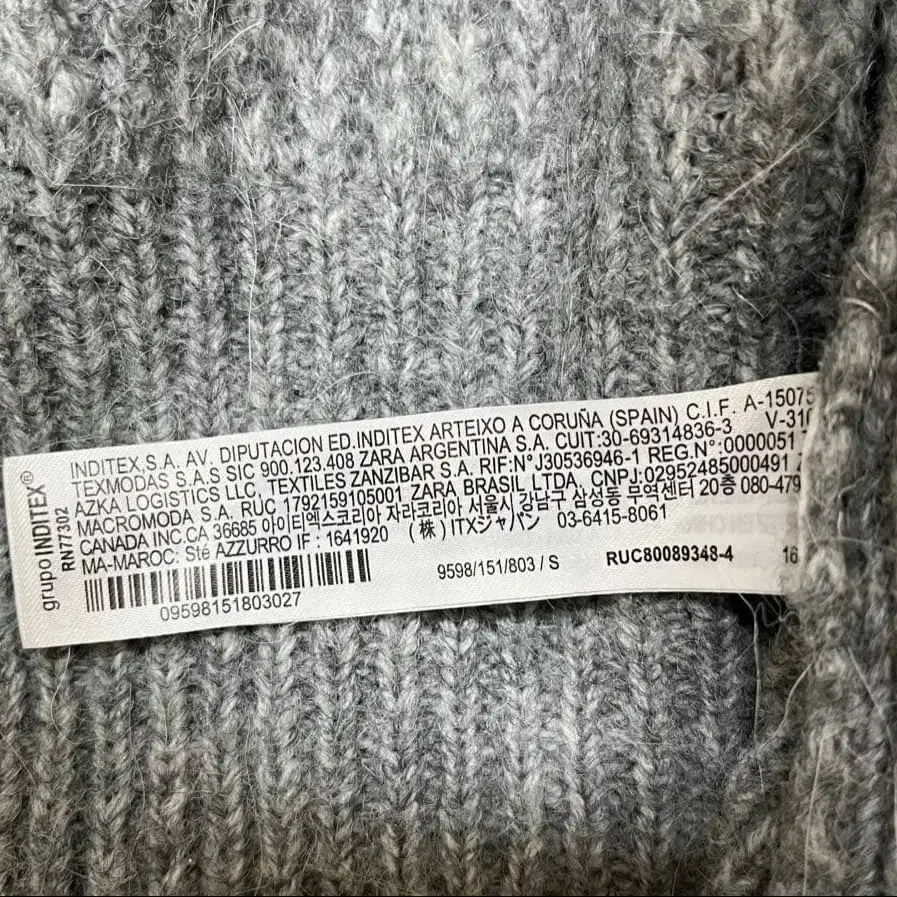 grupo INDITEX®
RN77302
INDITEX,S.A. AV. DIPUTACION ED.INDITEX ARTEIXO A CORUÑA (SPAIN) C.I.F. A-15075
TEXMODAS S.A.S SIC 900.123.408 ZARA ARGENTINA S.A. CUIT:30-69314836-3 V-310
AZKA LOGISTICS LLC, TEXTILES ZANZIBAR S.A. RIF:N°J30536946-1 REG.N°:0000051
MACROMODA S.A. RUC 1792159105001 ZARA BRASIL LTDA, CNPJ:02952485000491
CANADA INC.CA 36685 아이티엑스코리아 자라코리아 서울시 강남구 삼성동 무역센터 20층 080-479
MA-MAROC: Sté AZZURRO IF : 1641920 (株) ITXジャパン 03-6415-8061
09598151803027
9598/151/803 / S
RUC80089348-4
16